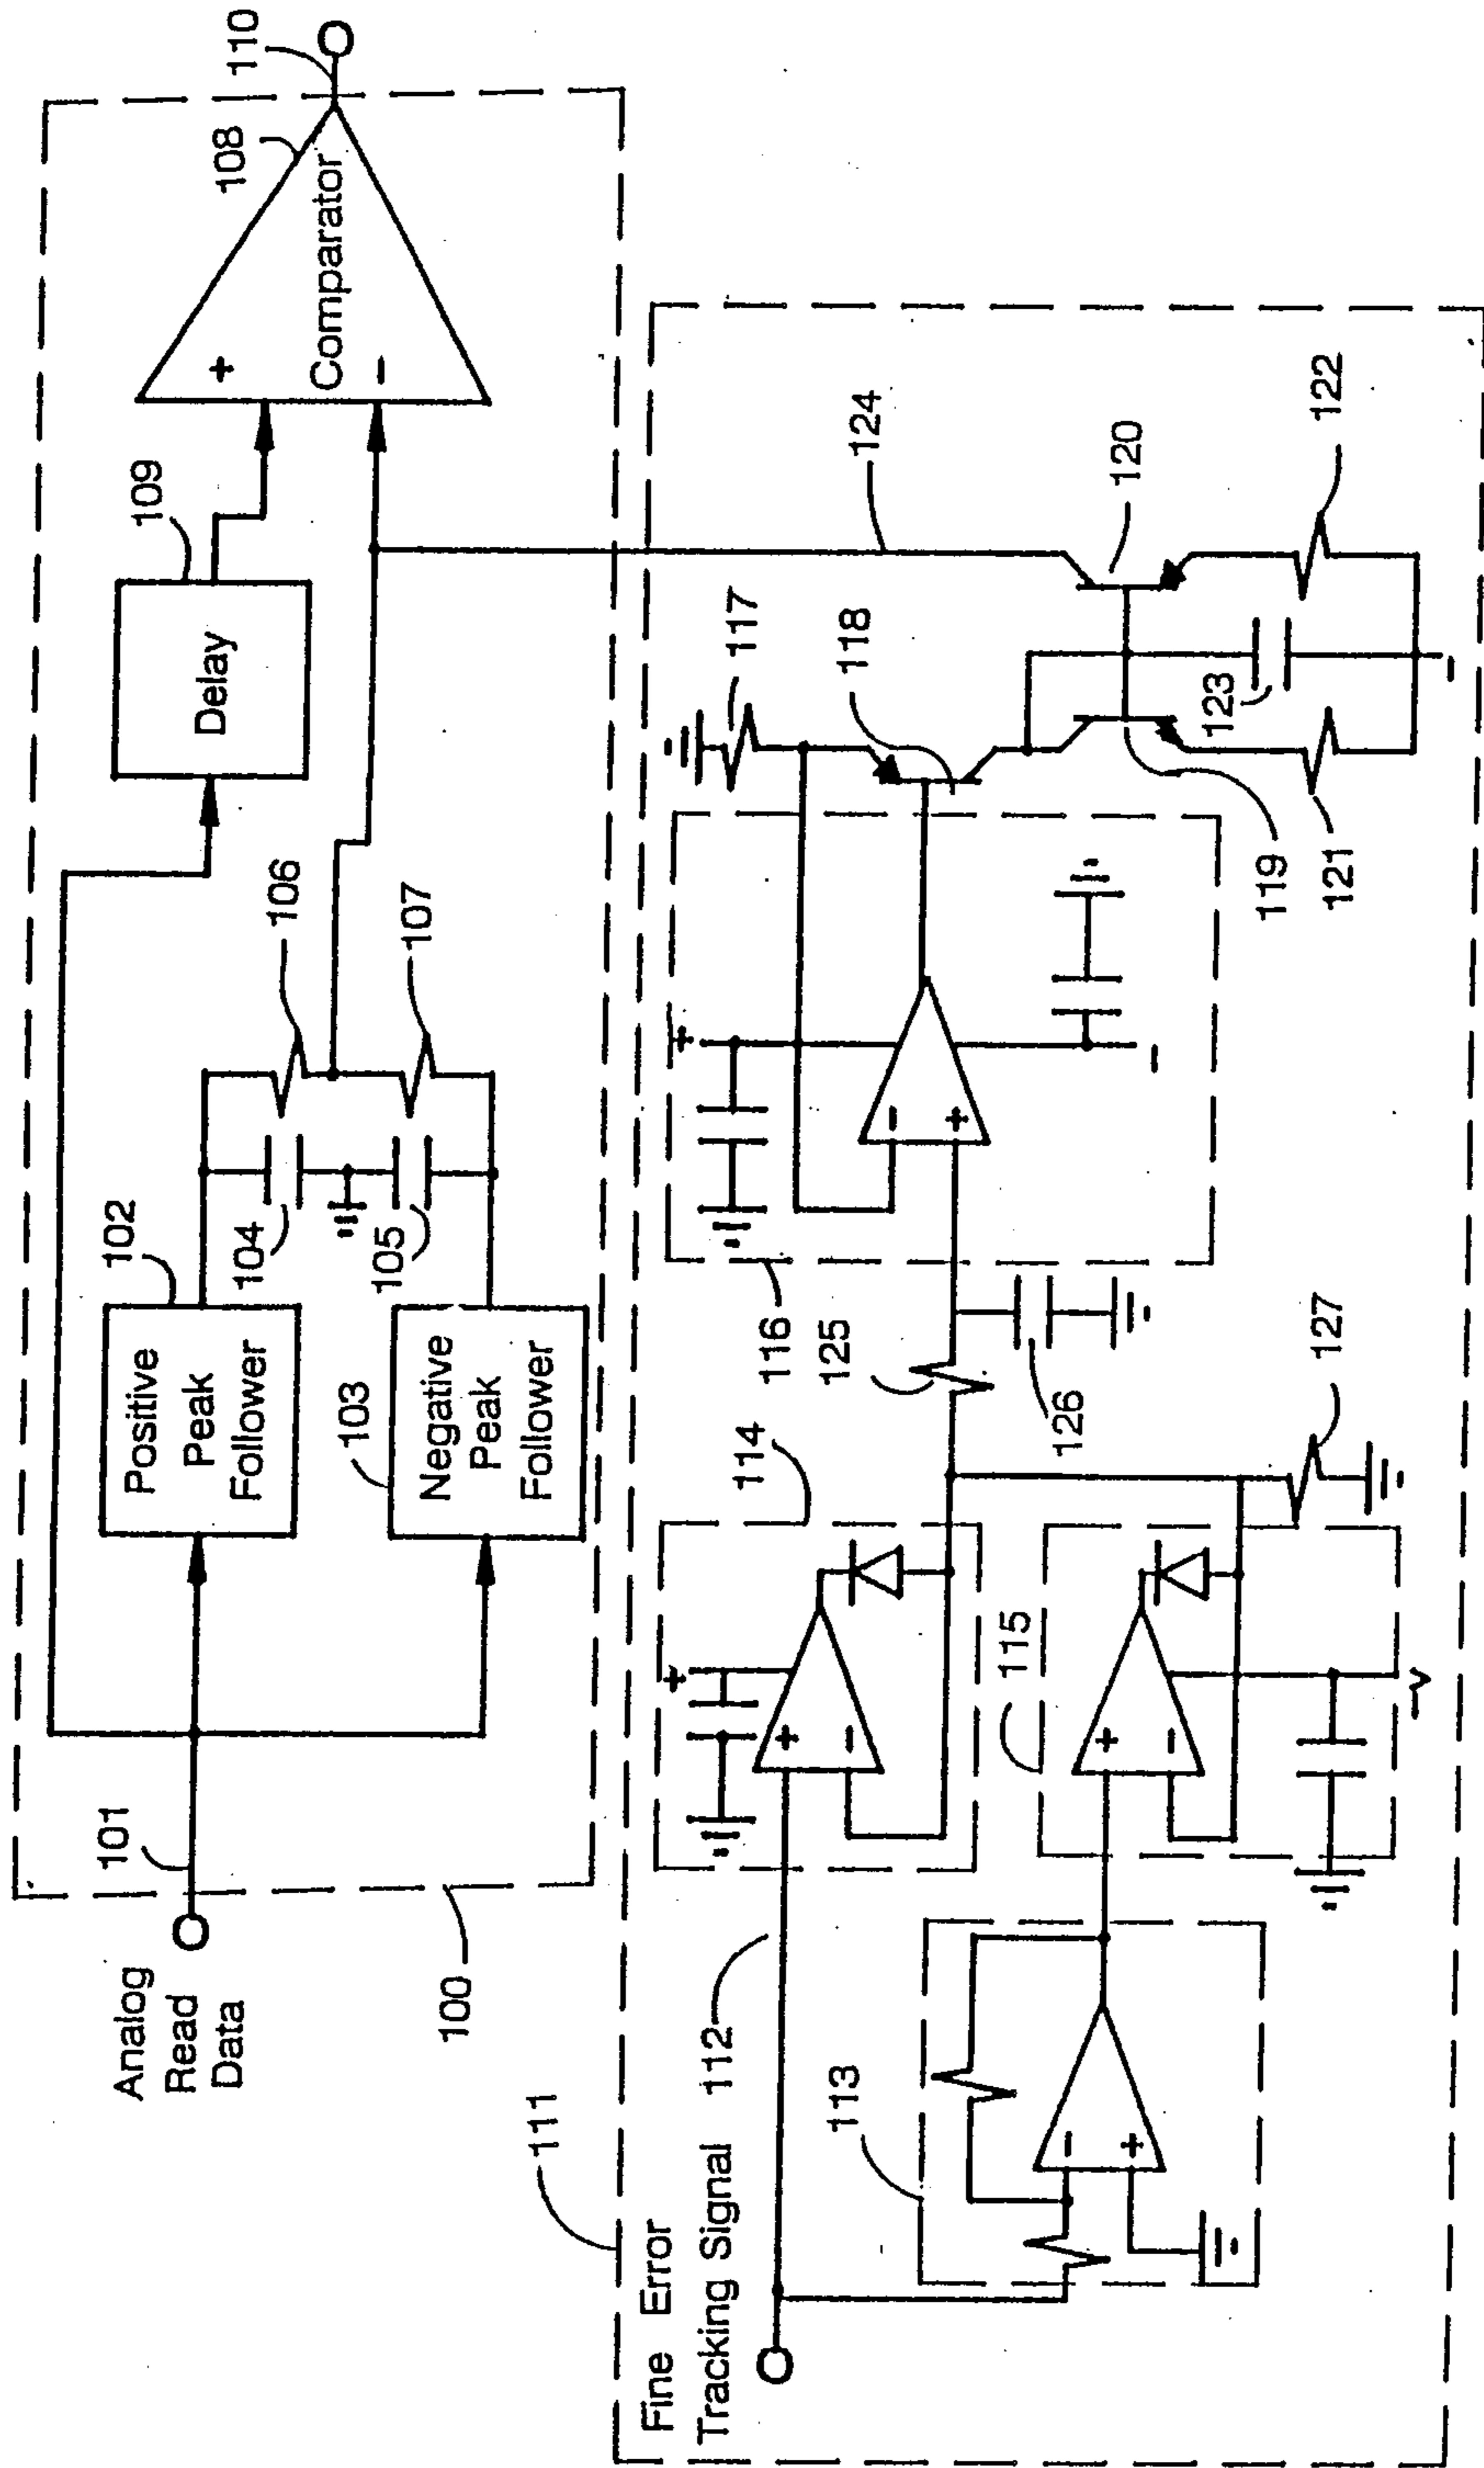 Analog
Read
Data
101
100
Positive
Peak
Follower
102
103
Negative
Peak
Follower
104
105
106
107
Delay
109
+
Comparator
-
108
110
111
Fine Error
Tracking Signal 112
113
-
+
114
+
+
-
115
+
-
-V
127
125
126
116
+
-
+
-
117
118
119
120
121
122
123
-
124